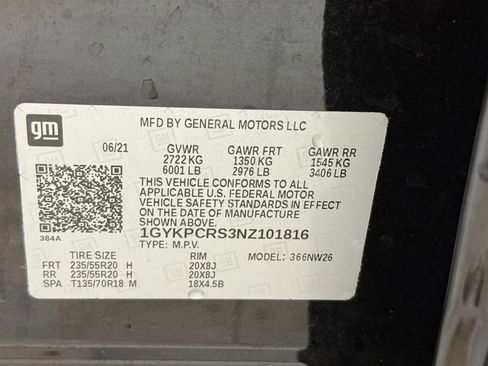 gm
MFD BY GENERAL MOTORS LLC
06/21 GVWR GAWR FRT GAWR RR
2722 KG 1350 KG 1545 KG
6001 LB 2976 LB 3406 LB
THIS VEHICLE CONFORMS TO ALL
APPLICABLE U.S. FEDERAL MOTOR
VEHICLE SAFETY STANDARDS IN EFFECT
ON THE DATE OF MANUFACTURE
SHOWN ABOVE.
384A
1GYKPCRS3NZ101816
TYPE: M.P.V.
TIRE SIZE RIM MODEL: 366NW26
FRT 235/55R20 H 20X8J
RR 235/55R20 H 20X8J
SPA T135/70R18 M 18X4.5B